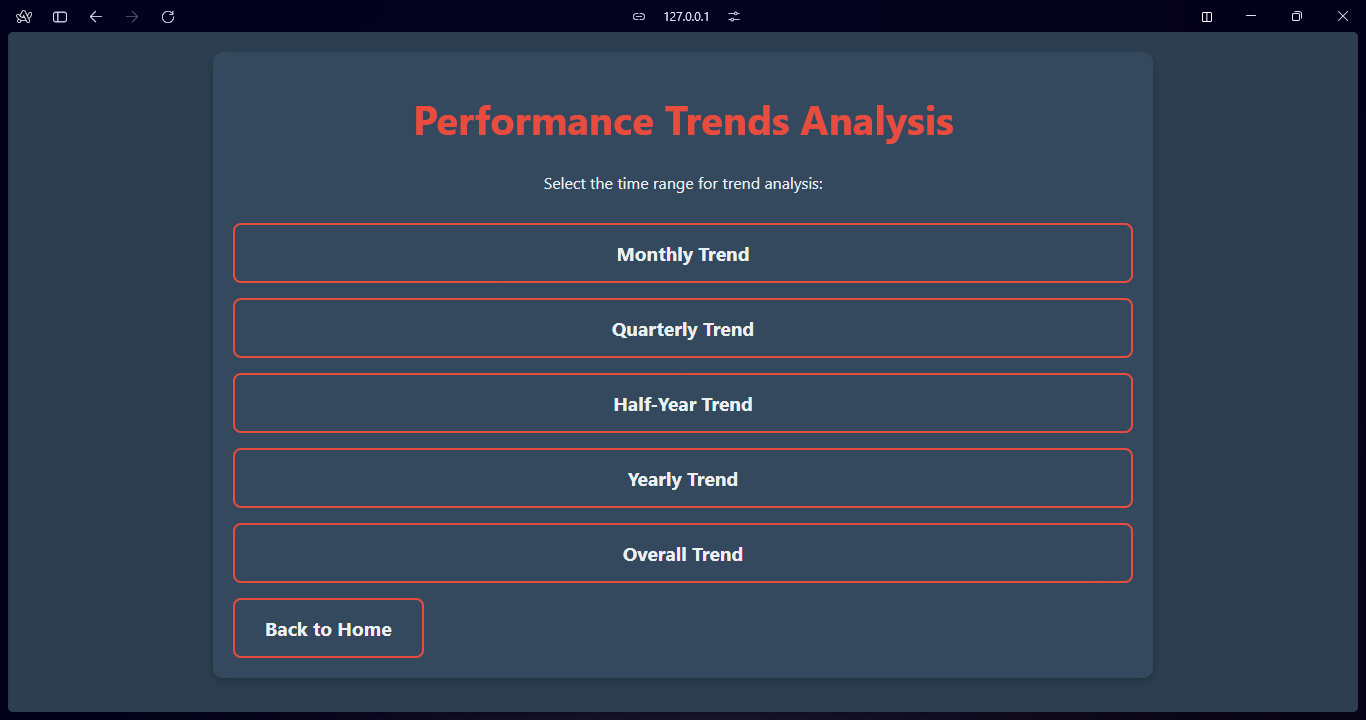 127.0.0.1
Performance Trends Analysis
Select the time range for trend analysis:
Monthly Trend
Quarterly Trend
Half-Year Trend
Yearly Trend
Overall Trend
Back to Home